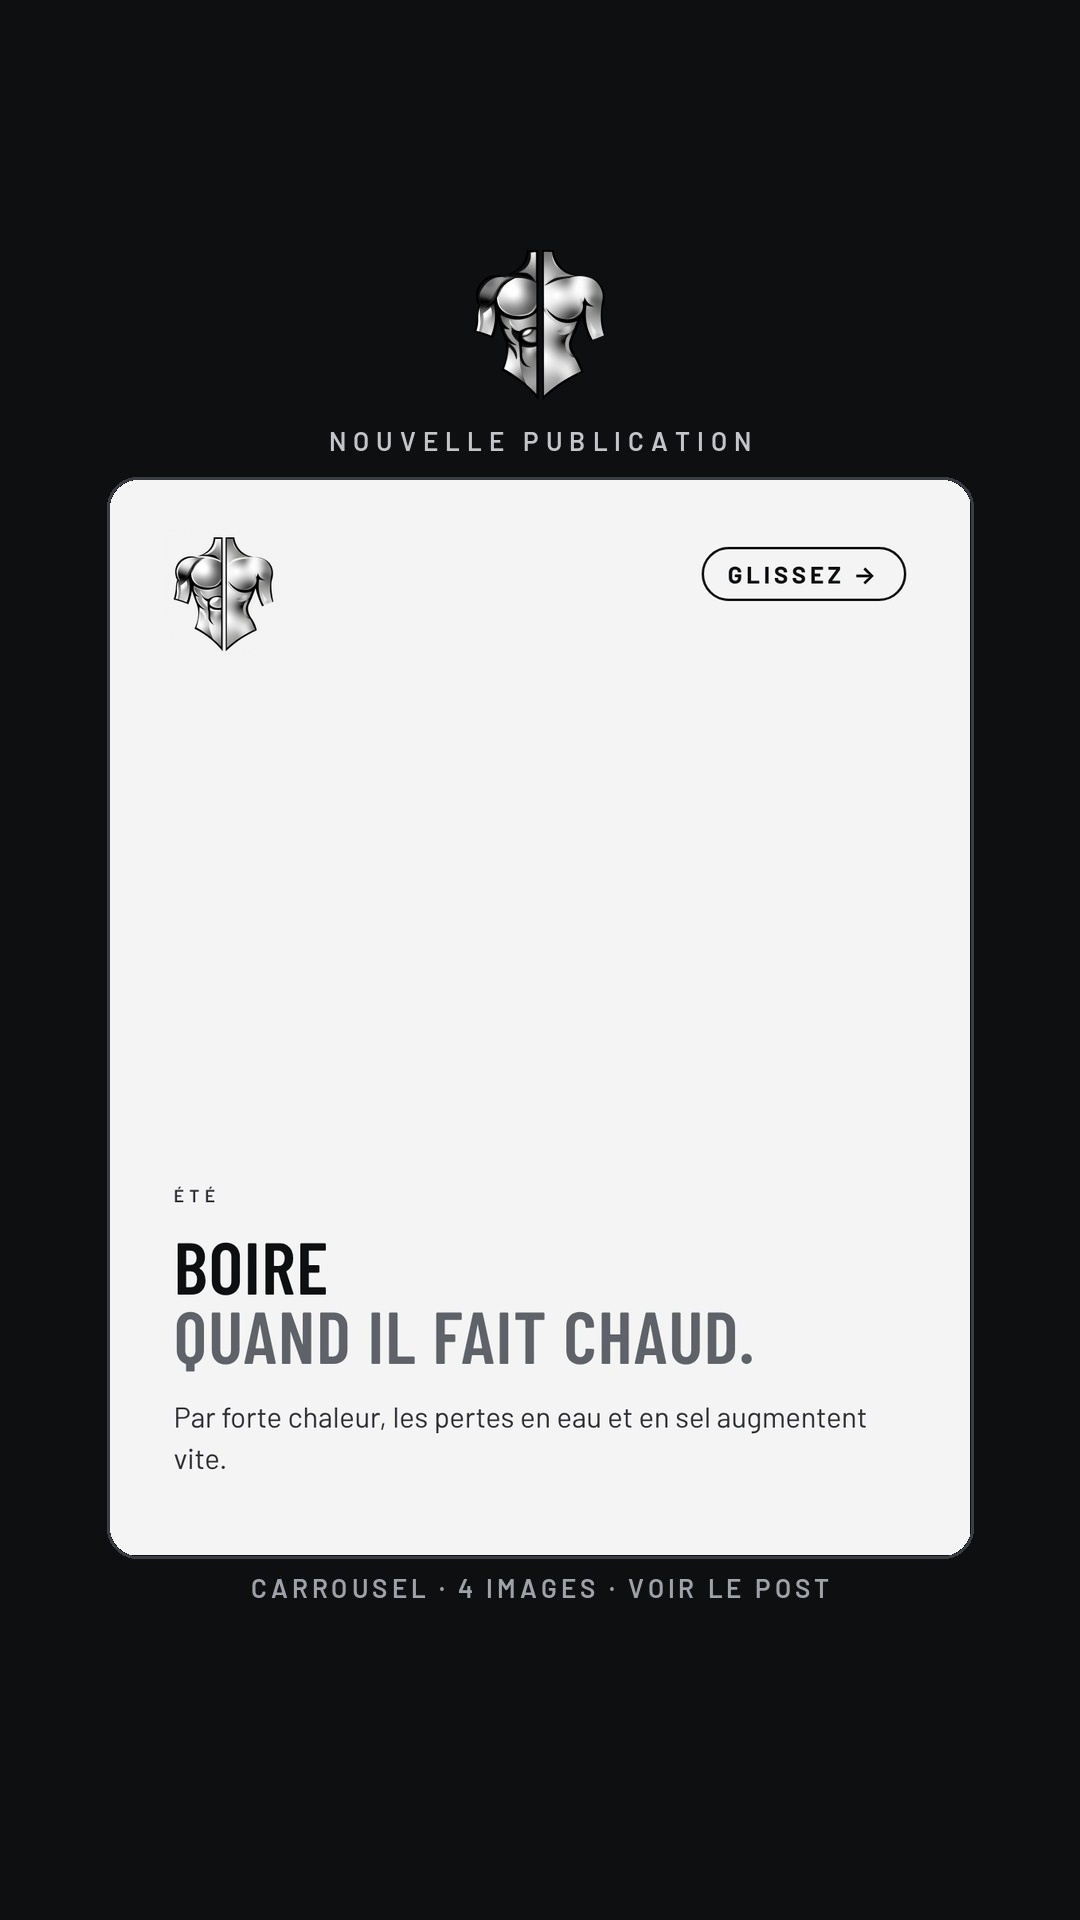 NOUVELLE PUBLICATION
GLISSEZ →
ÉTÉ
BOIRE
QUAND IL FAIT CHAUD.
Par forte chaleur, les pertes en eau et en sel augmentent
vite.
CARROUSEL · 4 IMAGES · VOIR LE POST